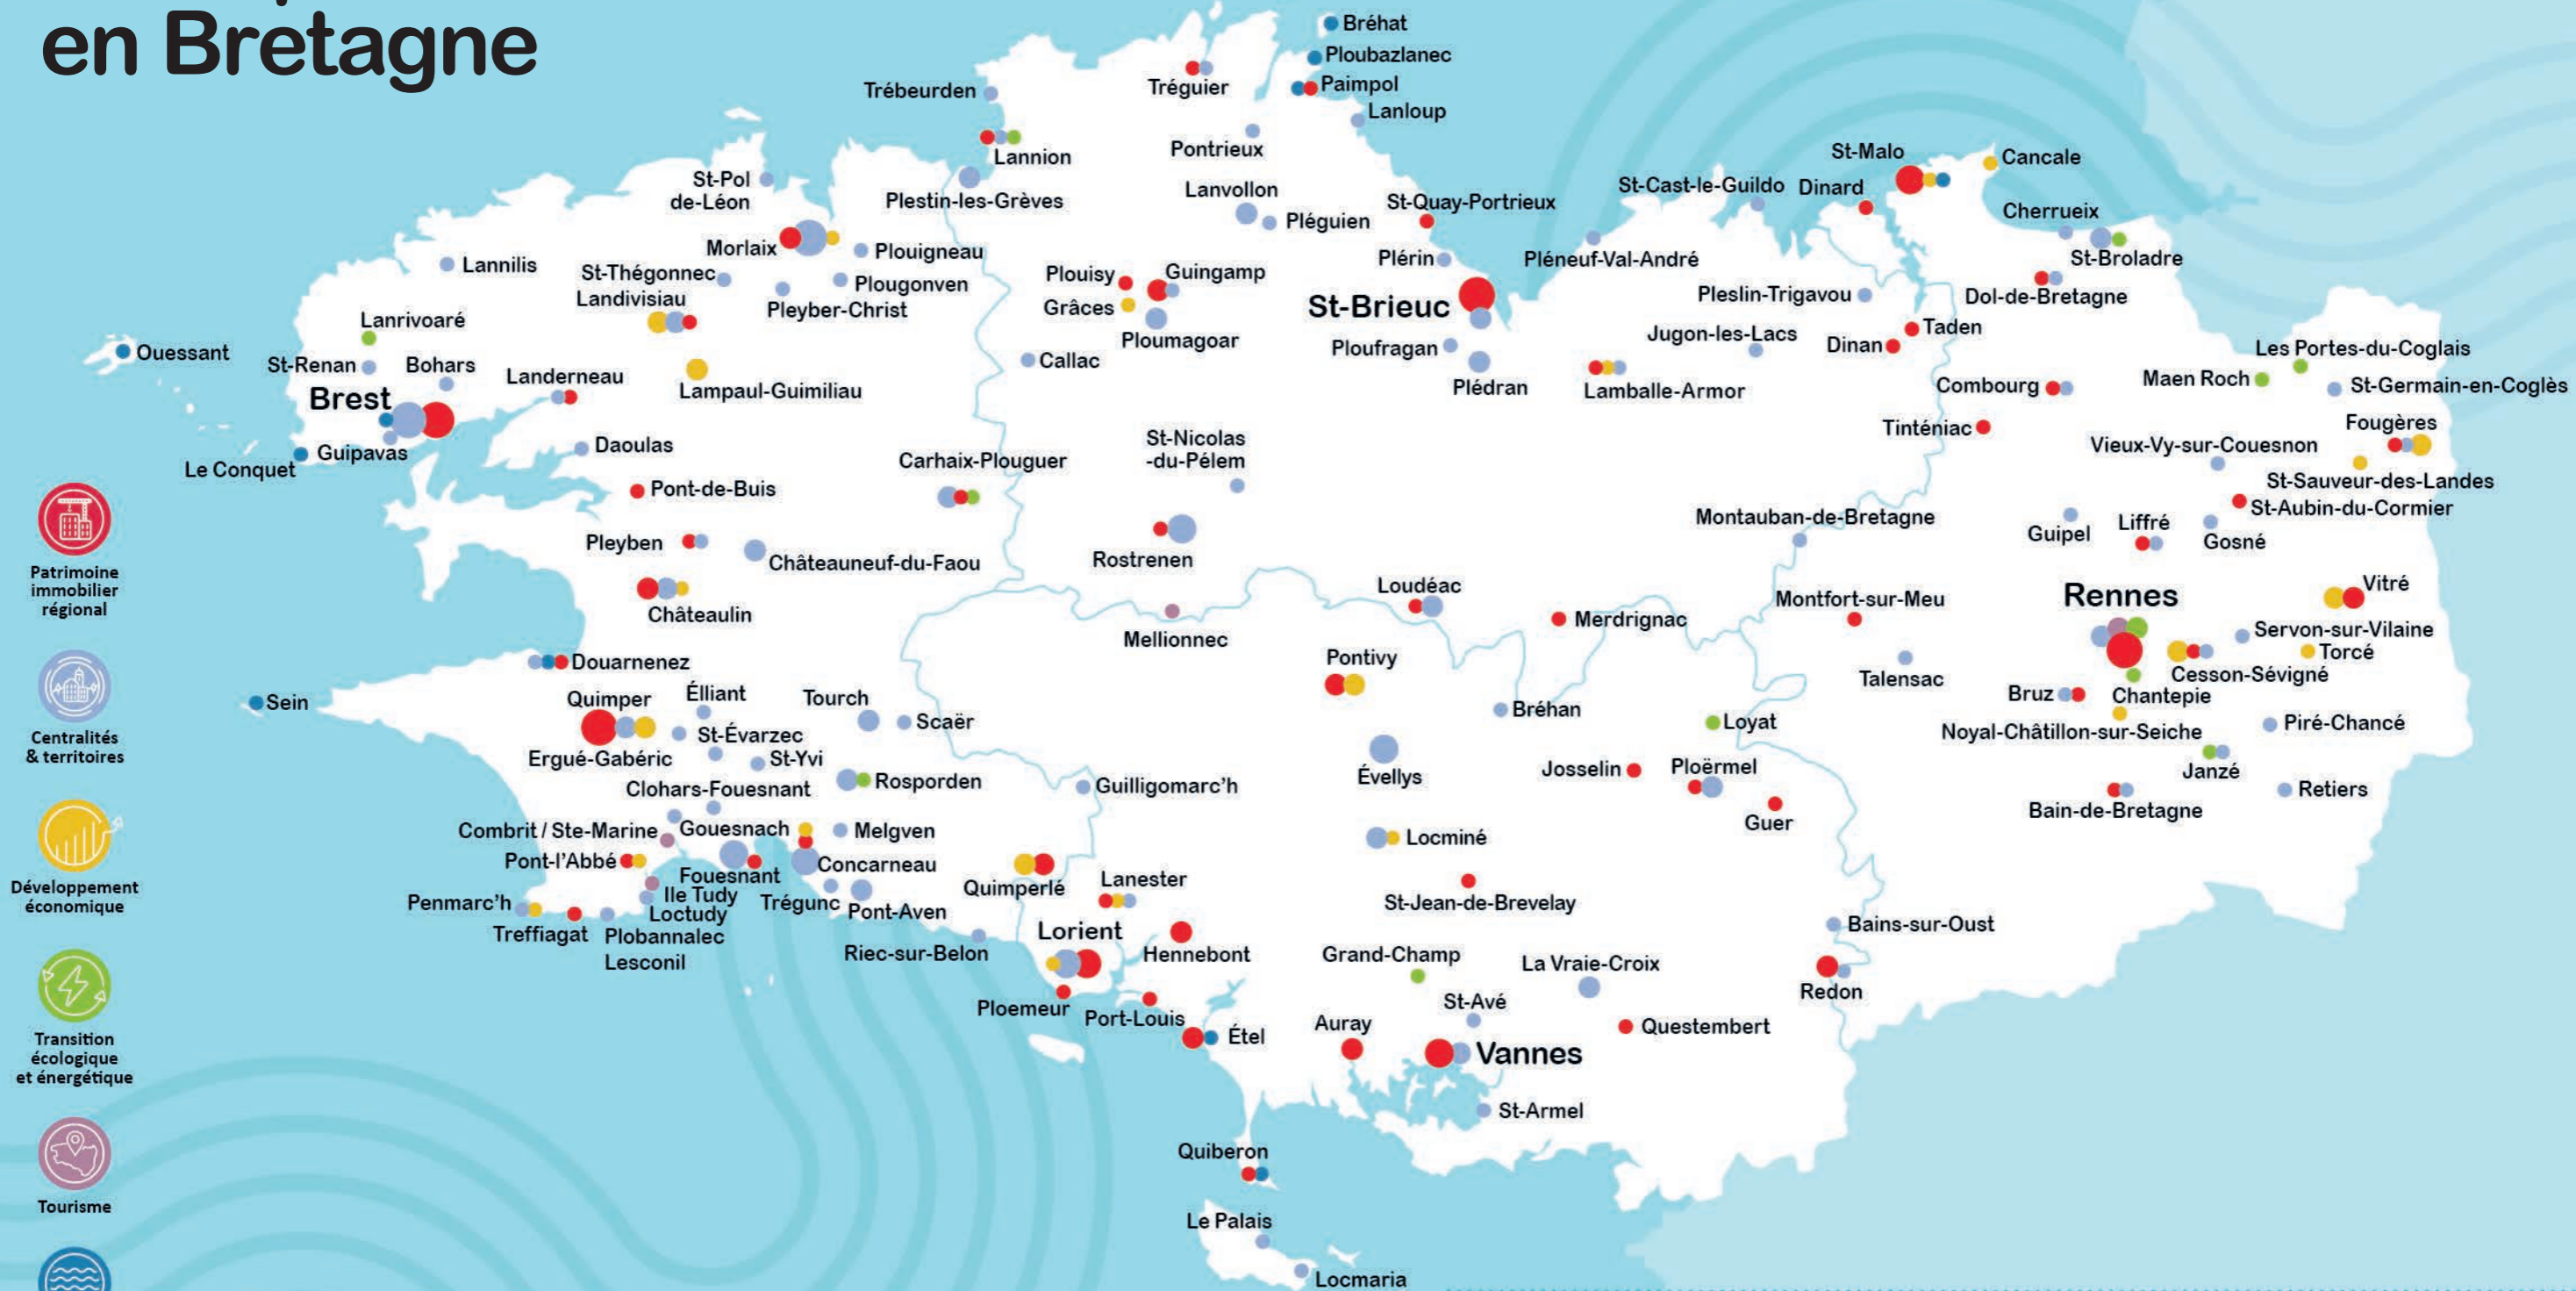 en Bretagne
Bréhat
Ploubazlanec
Paimpol
Lanloup
Trébeurden
Tréguier
Lannion
Pontrieux
St-Malo
Cancale
St-Pol
de-Léon
Plestin-les-Grèves
Lanvollon
Pléguien
St-Quay-Portrieux
St-Cast-le-Guildo
Dinard
Cherrueix
Morlaix
Plouigneau
Plérin
Pléneuf-Val-André
St-Broladre
Lannilis
St-Thégonnec
Plougonven
Plouisy
Guingamp
Landivisiau
Pleyber-Christ
Grâces
St-Brieuc
Pleslin-Trigavou
Dol-de-Bretagne
Lanrivoaré
Ploumagoar
Jugon-les-Lacs
Taden
Ouessant
St-Renan
Bohars
Callac
Ploufragan
Dinan
Les Portes-du-Coglais
Landerneau
Lampaul-Guimiliau
Plédran
Lamballe-Armor
Combourg
Maen Roch
St-Germain-en-Coglès
Brest
Tinténiac
Fougères
Guipavas
Daoulas
Le Conquet
Carhaix-Plouguer
St-Nicolas
-du-Pélem
Vieux-Vy-sur-Couesnon
St-Sauveur-des-Landes
Pont-de-Buis
St-Aubin-du-Cormier
Montauban-de-Bretagne
Guipel
Liffré
Gosné
Pleyben
Châteauneuf-du-Faou
Rostrenen
Patrimoine
immobilier
régional
Châteaulin
Loudéac
Merdrignac
Montfort-sur-Meu
Rennes
Vitré
Mellionnec
Servon-sur-Vilaine
Torcé
Douarnenez
Pontivy
Talensac
Cesson-Sévigné
Sein
Quimper
Élliant
Tourch
Scaër
Bréhan
Loyat
Bruz
Chantepie
Centralités
& territoires
St-Évarzec
Noyal-Châtillon-sur-Seiche
Piré-Chancé
Ergué-Gabéric
St-Yvi
Évellys
Josselin
Ploërmel
Janzé
Clohars-Fouesnant
Rosporden
Guilligomarc'h
Retiers
Guer
Bain-de-Bretagne
Combrit / Ste-Marine
Gouesnach
Melgven
Locminé
Pont-l'Abbé
Concarneau
Fouesnant
Quimperlé
Lanester
Développement
économique
Penmarc'h
Ile Tudy
Trégunc
St-Jean-de-Brevelay
Loctudy
Pont-Aven
Treffiagat
Plobannalec
Lesconil
Riec-sur-Belon
Lorient
Hennebont
Grand-Champ
La Vraie-Croix
Bains-sur-Oust
Redon
Ploemeur
Port-Louis
St-Avé
Étel
Auray
Questembert
Transition
écologique
et énergétique
Vannes
St-Armel
Quiberon
Tourisme
Le Palais
Locmaria